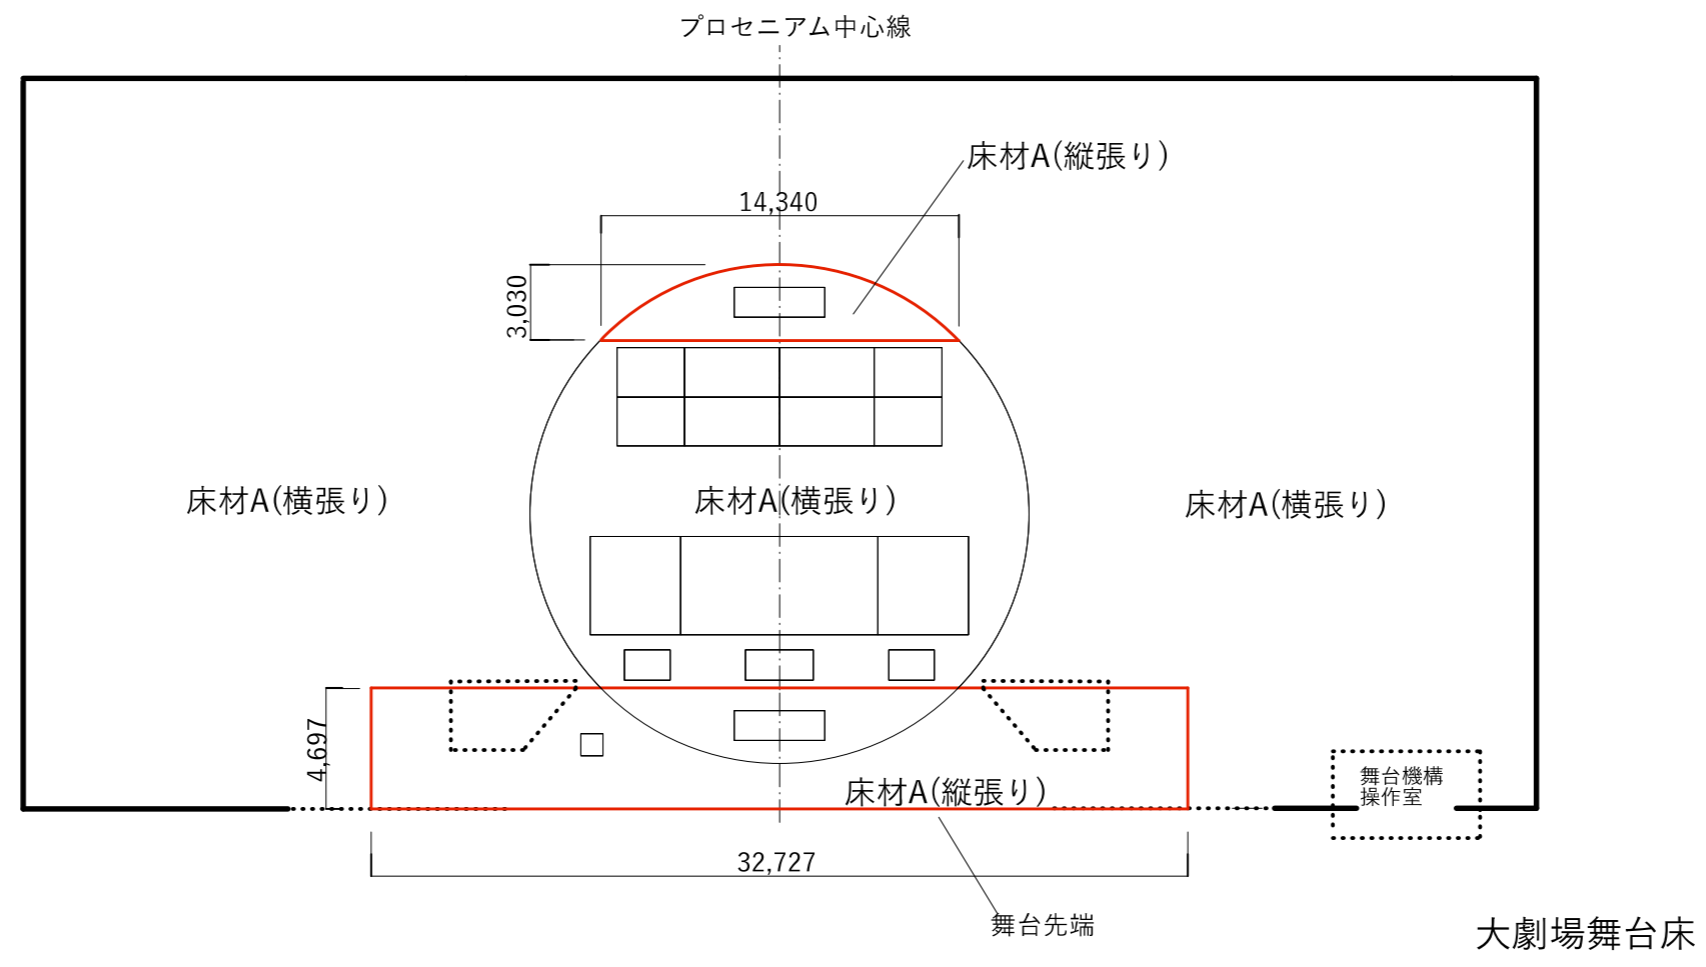 プロセニアム中心線
床材A(縦張り)
14,340
3,030
床材A(横張り)
床材A(横張り)
床材A(横張り)
4,697
舞台機構
操作室
床材A(縦張り)
32,727
舞台先端
大劇場舞台床